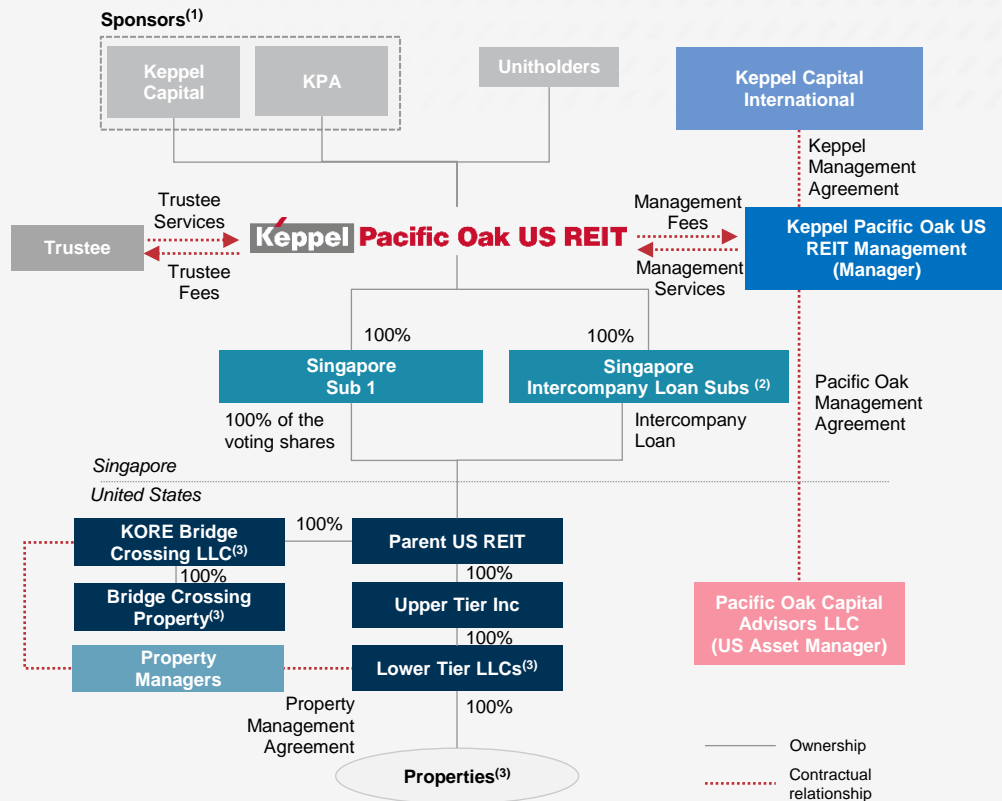 Sponsors(1)
Keppel
Capital
KPA
Unitholders
Keppel Capital
International
Keppel
Management
Agreement
Trustee
Trustee
Services
Trustee
Fees
Keppel Pacific Oak US REIT
Management
Fees
Management
Services
Keppel Pacific Oak US
REIT Management
(Manager)
100%
100%
Singapore
Sub 1
Singapore
Intercompany Loan Subs (2)
100% of the
voting shares
Intercompany
Loan
Pacific Oak
Management
Agreement
Singapore
United States
KORE Bridge
Crossing LLC(3)
100%
Parent US REIT
100%
100%
Bridge Crossing
Property(3)
Upper Tier Inc
100%
Pacific Oak Capital
Advisors LLC
(US Asset Manager)
Property
Managers
Lower Tier LLCs(3)
Property
Management
Agreement
100%
Properties(3)
Ownership
Contractual
relationship